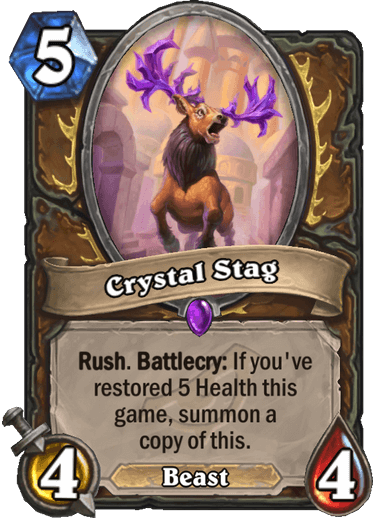 5
Crystal Stag
Rush. Battlecry: If you've
restored 5 Health this
game, summon a
copy of this.
4
Beast
4